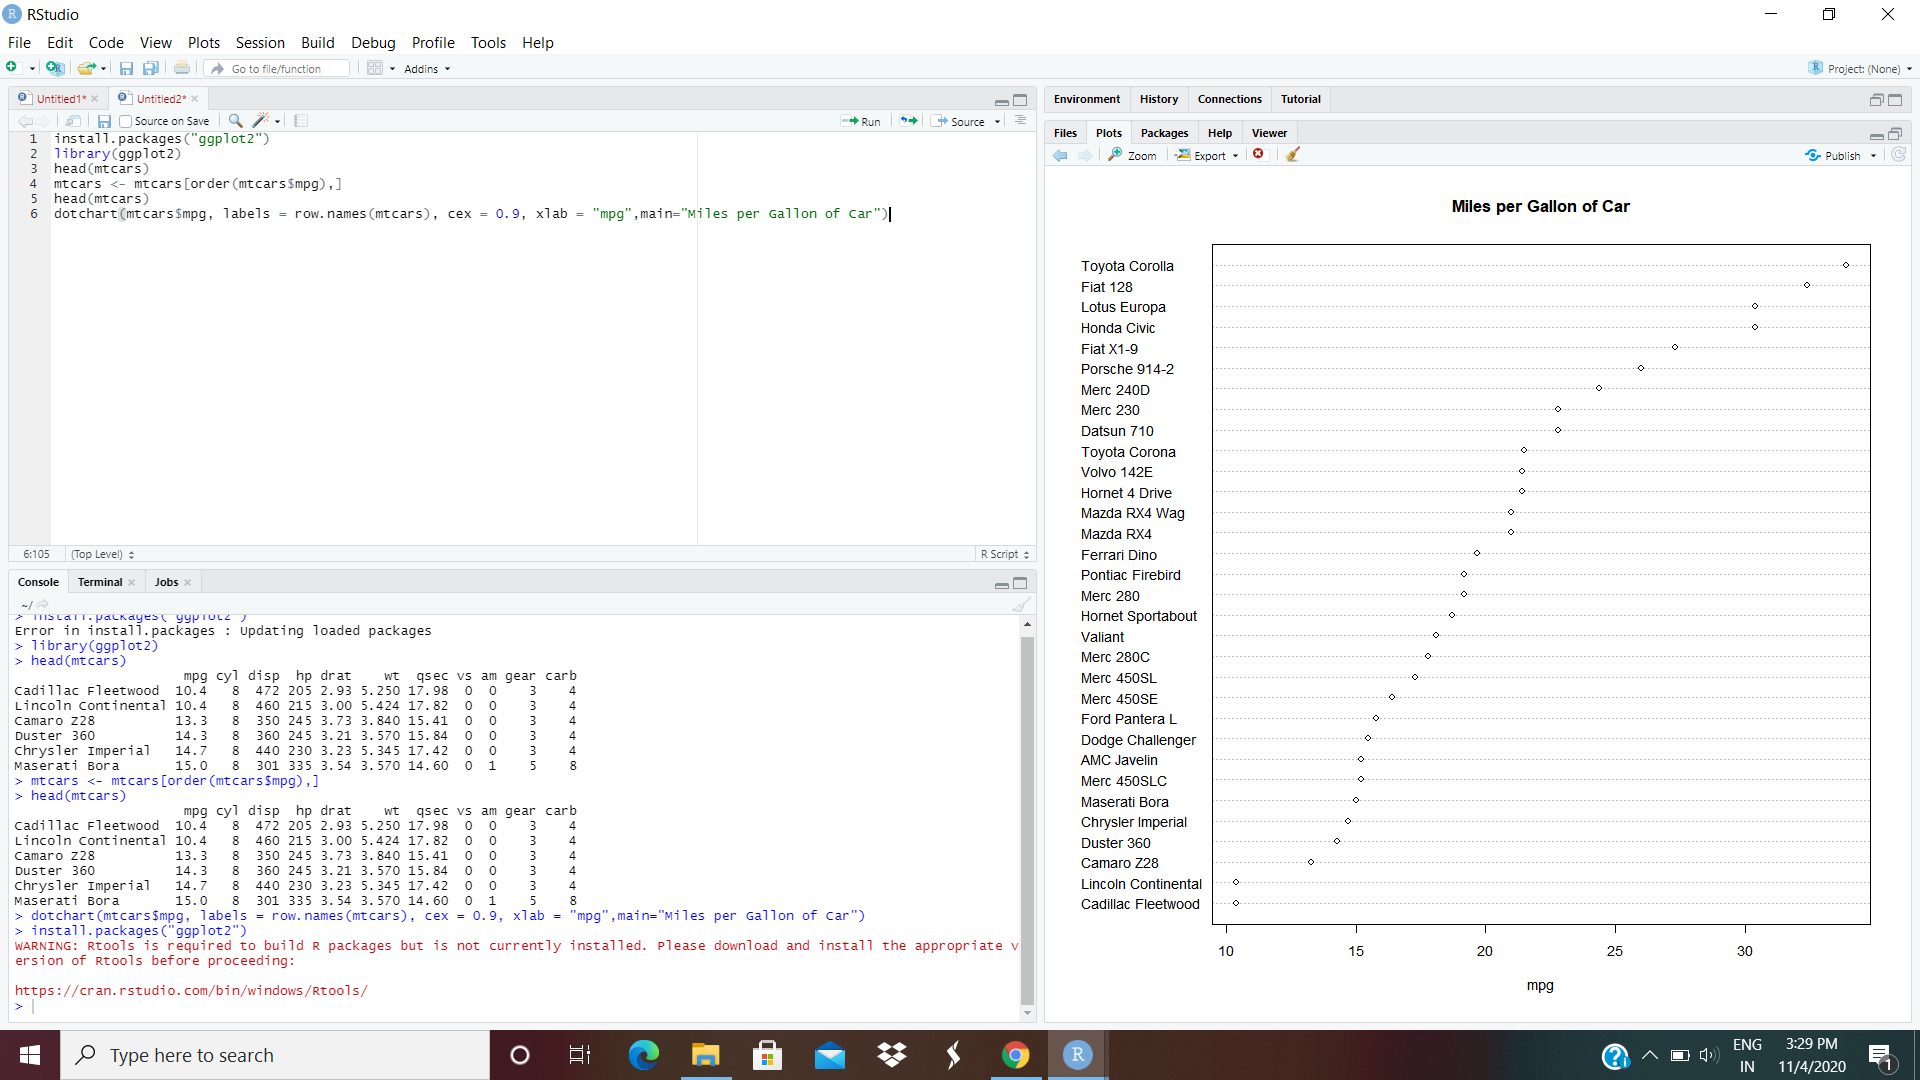 RStudio
File Edit Code View Plots Session Build Debug Profile Tools Help
Go to file/function Addins Project: (None)
Untitled1* Untitled2*
Source on Save Run Source
1 install.packages("ggplot2")
2 library(ggplot2)
3 head(mtcars)
4 mtcars <- mtcars[order(mtcars$mpg),]
5 head(mtcars)
6 dotchart(mtcars$mpg, labels = row.names(mtcars), cex = 0.9, xlab = "mpg",main="Miles per Gallon of Car")
6:105 (Top Level) R Script
Console Terminal Jobs
~/
> install.packages("ggplot2")
Error in install.packages : Updating loaded packages
> library(ggplot2)
> head(mtcars)
mpg cyl disp hp drat wt qsec vs am gear carb
Cadillac Fleetwood 10.4 8 472 205 2.93 5.250 17.98 0 0 3 4
Lincoln Continental 10.4 8 460 215 3.00 5.424 17.82 0 0 3 4
Camaro Z28 13.3 8 350 245 3.73 3.840 15.41 0 0 3 4
Duster 360 14.3 8 360 245 3.21 3.570 15.84 0 0 3 4
Chrysler Imperial 14.7 8 440 230 3.23 5.345 17.42 0 0 3 4
Maserati Bora 15.0 8 301 335 3.54 3.570 14.60 0 1 5 8
> mtcars <- mtcars[order(mtcars$mpg),]
> head(mtcars)
mpg cyl disp hp drat wt qsec vs am gear carb
Cadillac Fleetwood 10.4 8 472 205 2.93 5.250 17.98 0 0 3 4
Lincoln Continental 10.4 8 460 215 3.00 5.424 17.82 0 0 3 4
Camaro Z28 13.3 8 350 245 3.73 3.840 15.41 0 0 3 4
Duster 360 14.3 8 360 245 3.21 3.570 15.84 0 0 3 4
Chrysler Imperial 14.7 8 440 230 3.23 5.345 17.42 0 0 3 4
Maserati Bora 15.0 8 301 335 3.54 3.570 14.60 0 1 5 8
> dotchart(mtcars$mpg, labels = row.names(mtcars), cex = 0.9, xlab = "mpg",main="Miles per Gallon of Car")
> install.packages("ggplot2")
WARNING: Rtools is required to build R packages but is not currently installed. Please download and install the appropriate v
ersion of Rtools before proceeding:
https://cran.rstudio.com/bin/windows/Rtools/
>
Environment History Connections Tutorial
Files Plots Packages Help Viewer
Zoom Export Publish
Miles per Gallon of Car
Toyota Corolla
Fiat 128
Lotus Europa
Honda Civic
Fiat X1-9
Porsche 914-2
Merc 240D
Merc 230
Datsun 710
Toyota Corona
Volvo 142E
Hornet 4 Drive
Mazda RX4 Wag
Mazda RX4
Ferrari Dino
Pontiac Firebird
Merc 280
Hornet Sportabout
Valiant
Merc 280C
Merc 450SL
Merc 450SE
Ford Pantera L
Dodge Challenger
AMC Javelin
Merc 450SLC
Maserati Bora
Chrysler Imperial
Duster 360
Camaro Z28
Lincoln Continental
Cadillac Fleetwood
10 15 20 25 30
mpg
Type here to search
ENG
IN
3:29 PM
11/4/2020
1